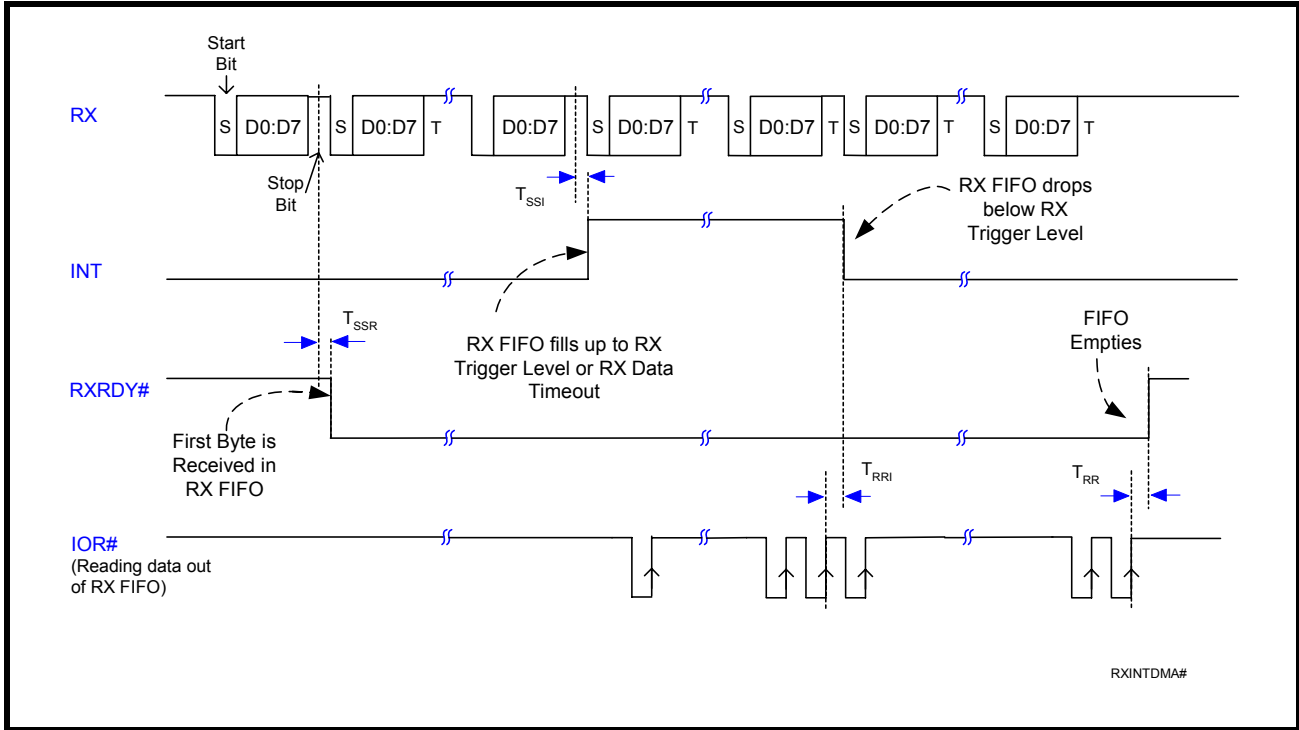 Start
Bit
RX
S D0:D7 S D0:D7 T D0:D7 S D0:D7 T S D0:D7 T S D0:D7 T S D0:D7 T
Stop
Bit
TSSI
RX FIFO drops
below RX
Trigger Level
INT
TSSR
RX FIFO fills up to RX
Trigger Level or RX Data
Timeout
FIFO
Empties
RXRDY#
First Byte is
Received in
RX FIFO
TRRI
TRR
IOR#
(Reading data out
of RX FIFO)
RXINTDMA#